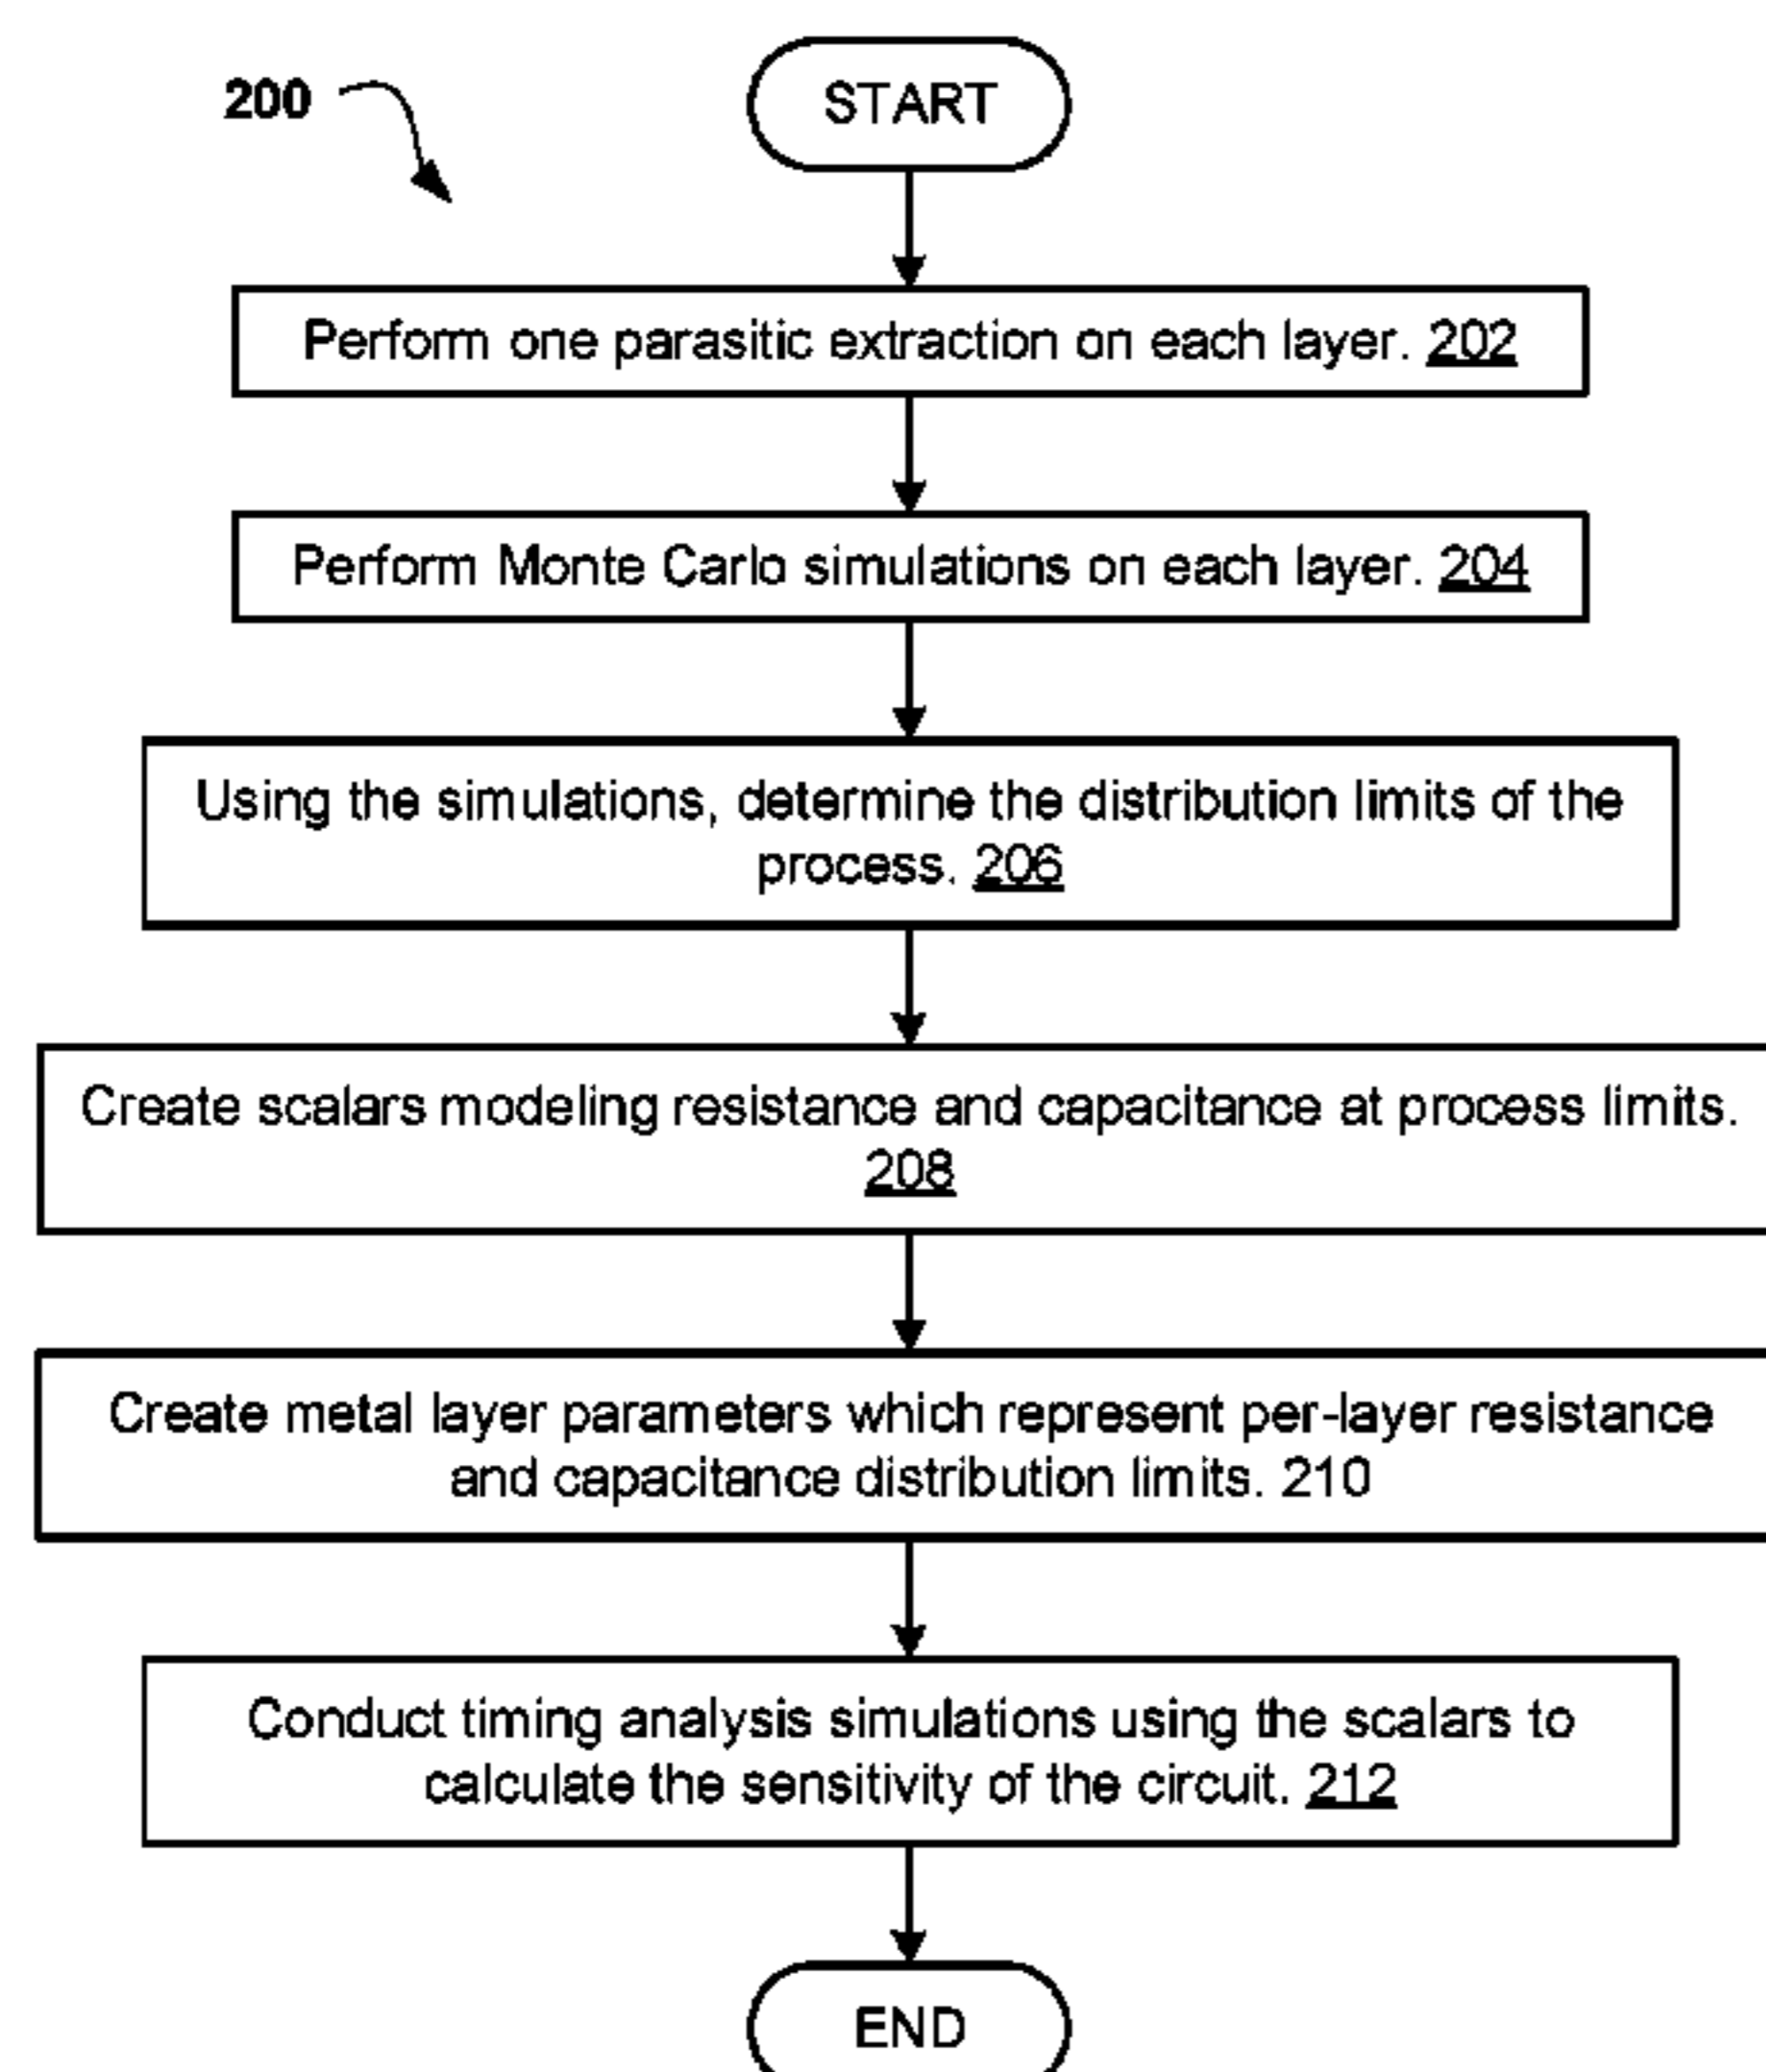 200
START
Perform one parasitic extraction on each layer. 202
Perform Monte Carlo simulations on each layer. 204
Using the simulations, determine the distribution limits of the
process. 206
Create scalars modeling resistance and capacitance at process limits.
208
Create metal layer parameters which represent per-layer resistance
and capacitance distribution limits. 210
Conduct timing analysis simulations using the scalars to
calculate the sensitivity of the circuit. 212
END